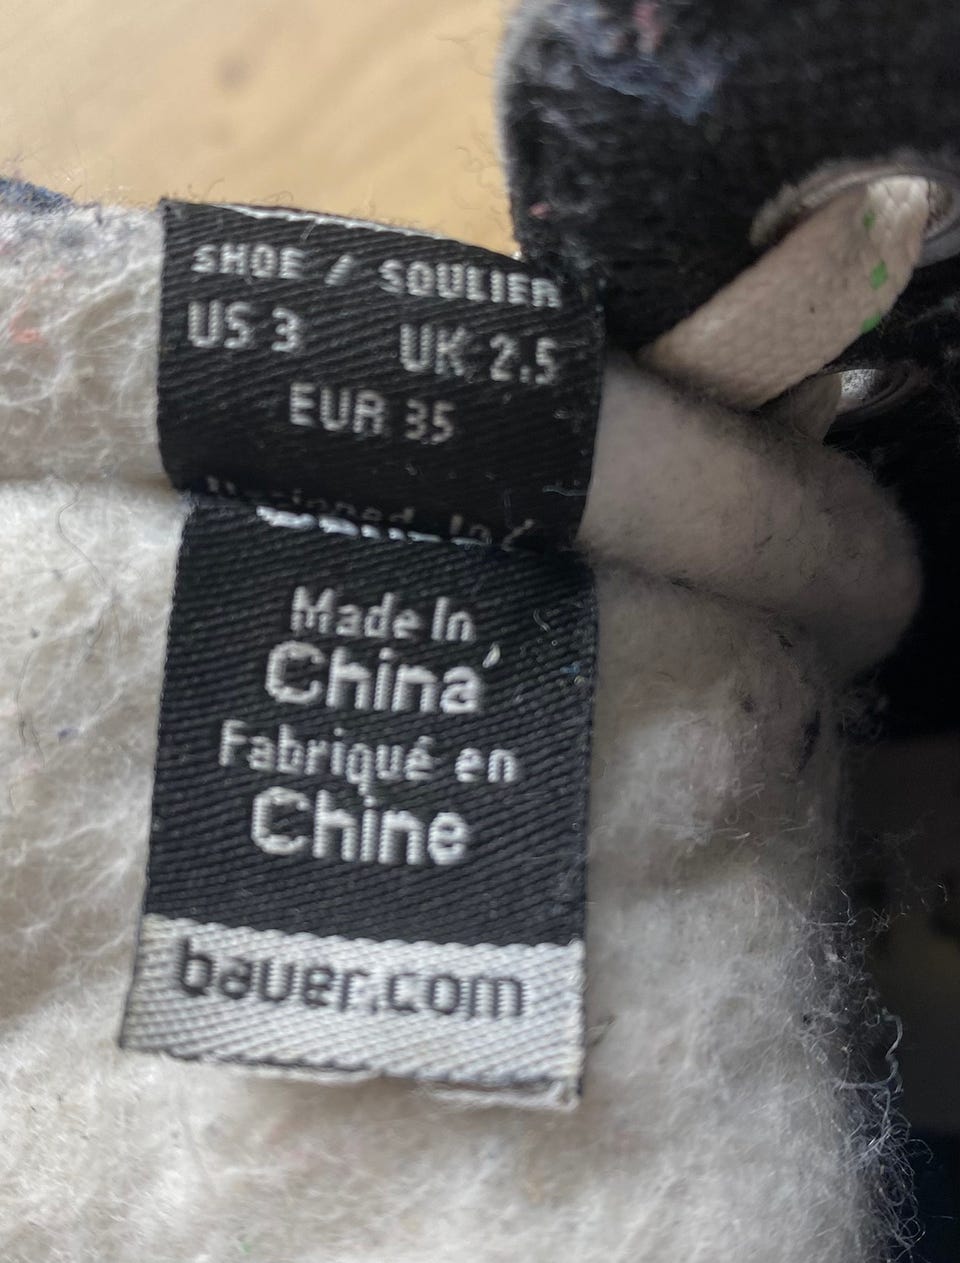 SHOE / SOULIER
US 3 UK 2.5
EUR 35
Made In
China
Fabriqué en
Chine
bauer.com